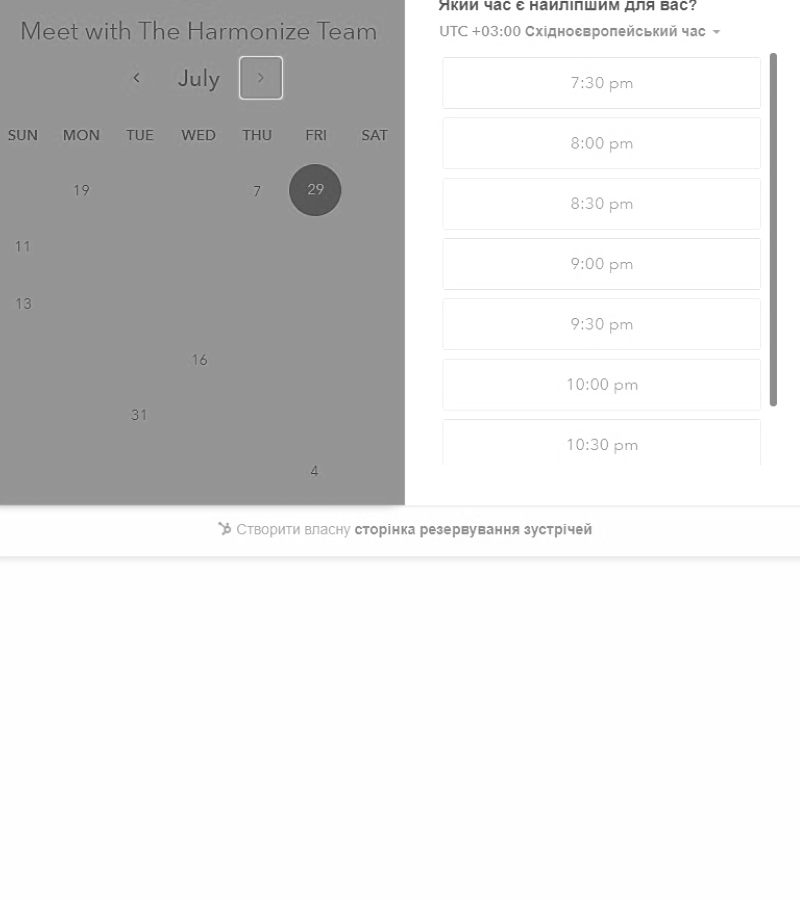 Meet with The Harmonize Team
July
SUN MON TUE WED THU FRI SAT
19 7 29
11
13
16
31
4
Який час є найліпшим для вас?
UTC +03:00 Східноєвропейський час
7:30 pm
8:00 pm
8:30 pm
9:00 pm
9:30 pm
10:00 pm
10:30 pm
Створити власну сторінка резервування зустрічей